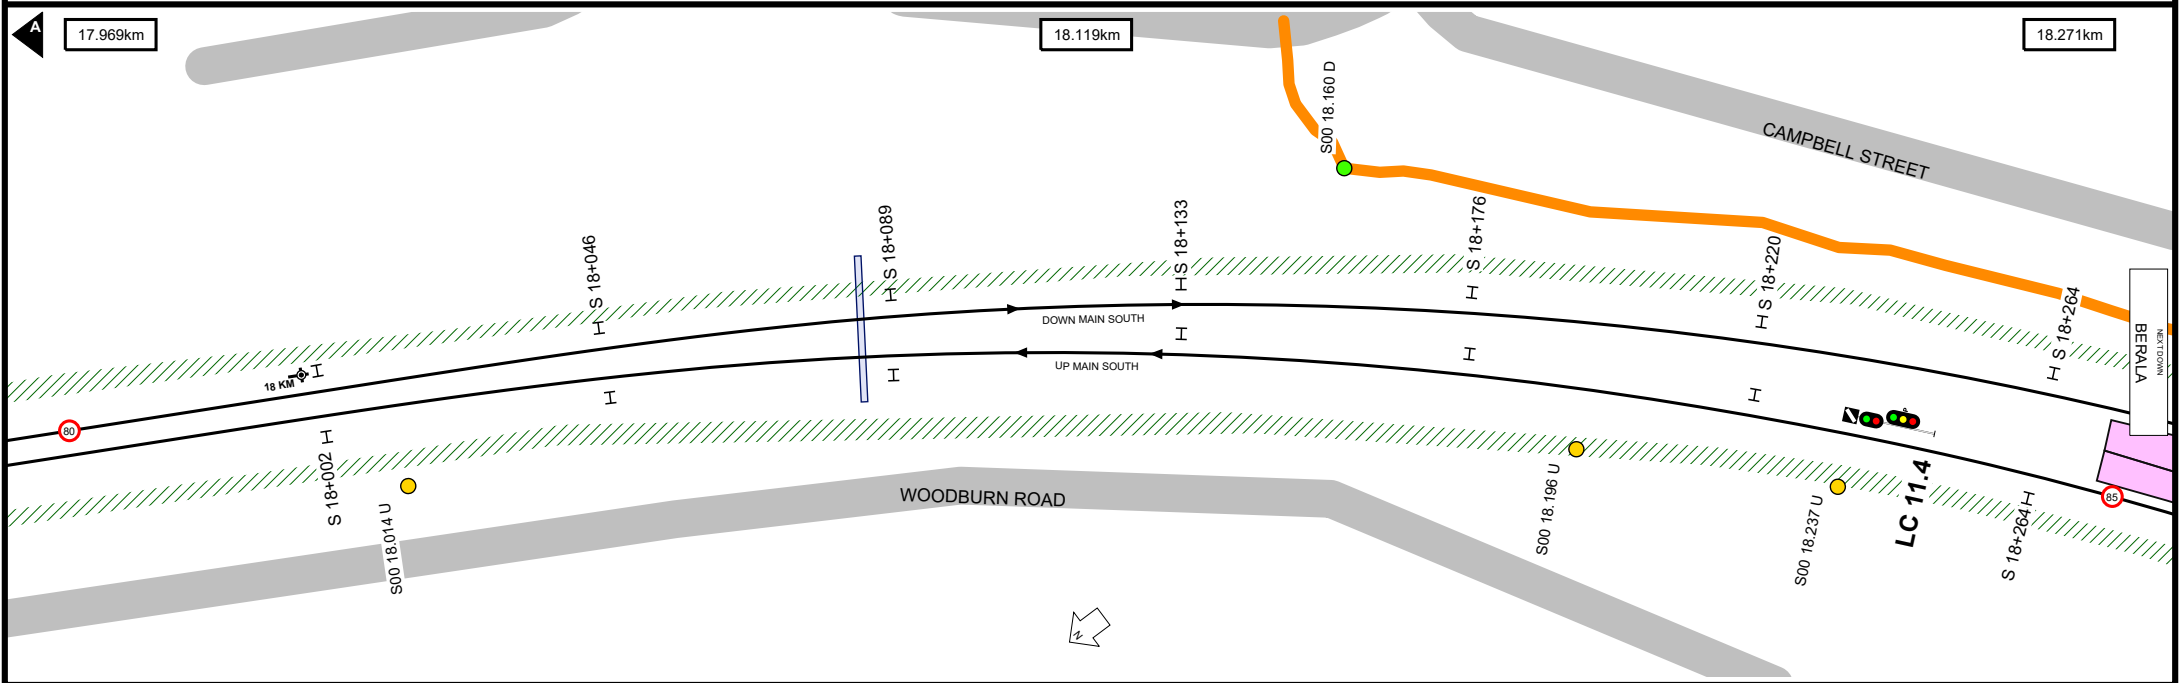 A
17.969km
18.119km
18.271km
S00 18.160 D
CAMPBELL STREET
S 18+046
S 18+089
S 18+133
S 18+176
S 18+220
S 18+264
DOWN MAIN SOUTH
UP MAIN SOUTH
18 KM
80
BERALA
NEXT DOWN
P
85
S 18+002
S00 18.014 U
WOODBURN ROAD
S00 18.196 U
S00 18.237 U
LC 11.4
S 18+264
N